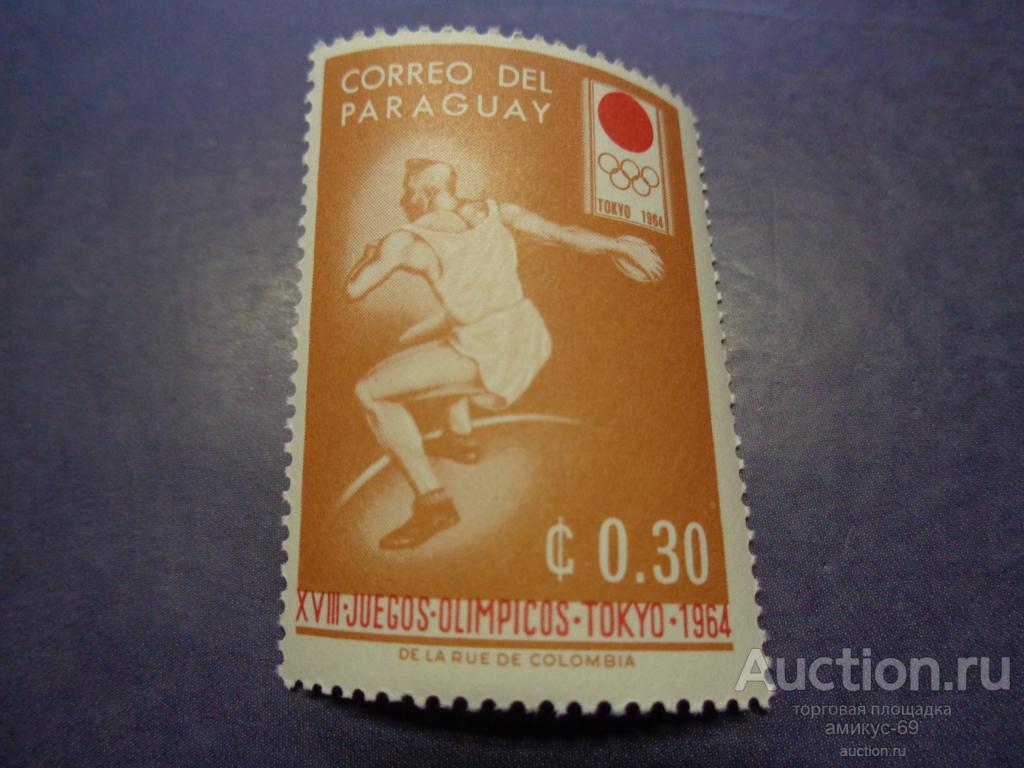 CORREO DEL
PARAGUAY
TOKYO 1964
₵ 0.30
XVIII·JUEGOS·OLIMPICOS·TOKYO·1964
DE LA RUE DE COLOMBIA
Auction.ru
торговая площадка
амикус-69
auction.ru